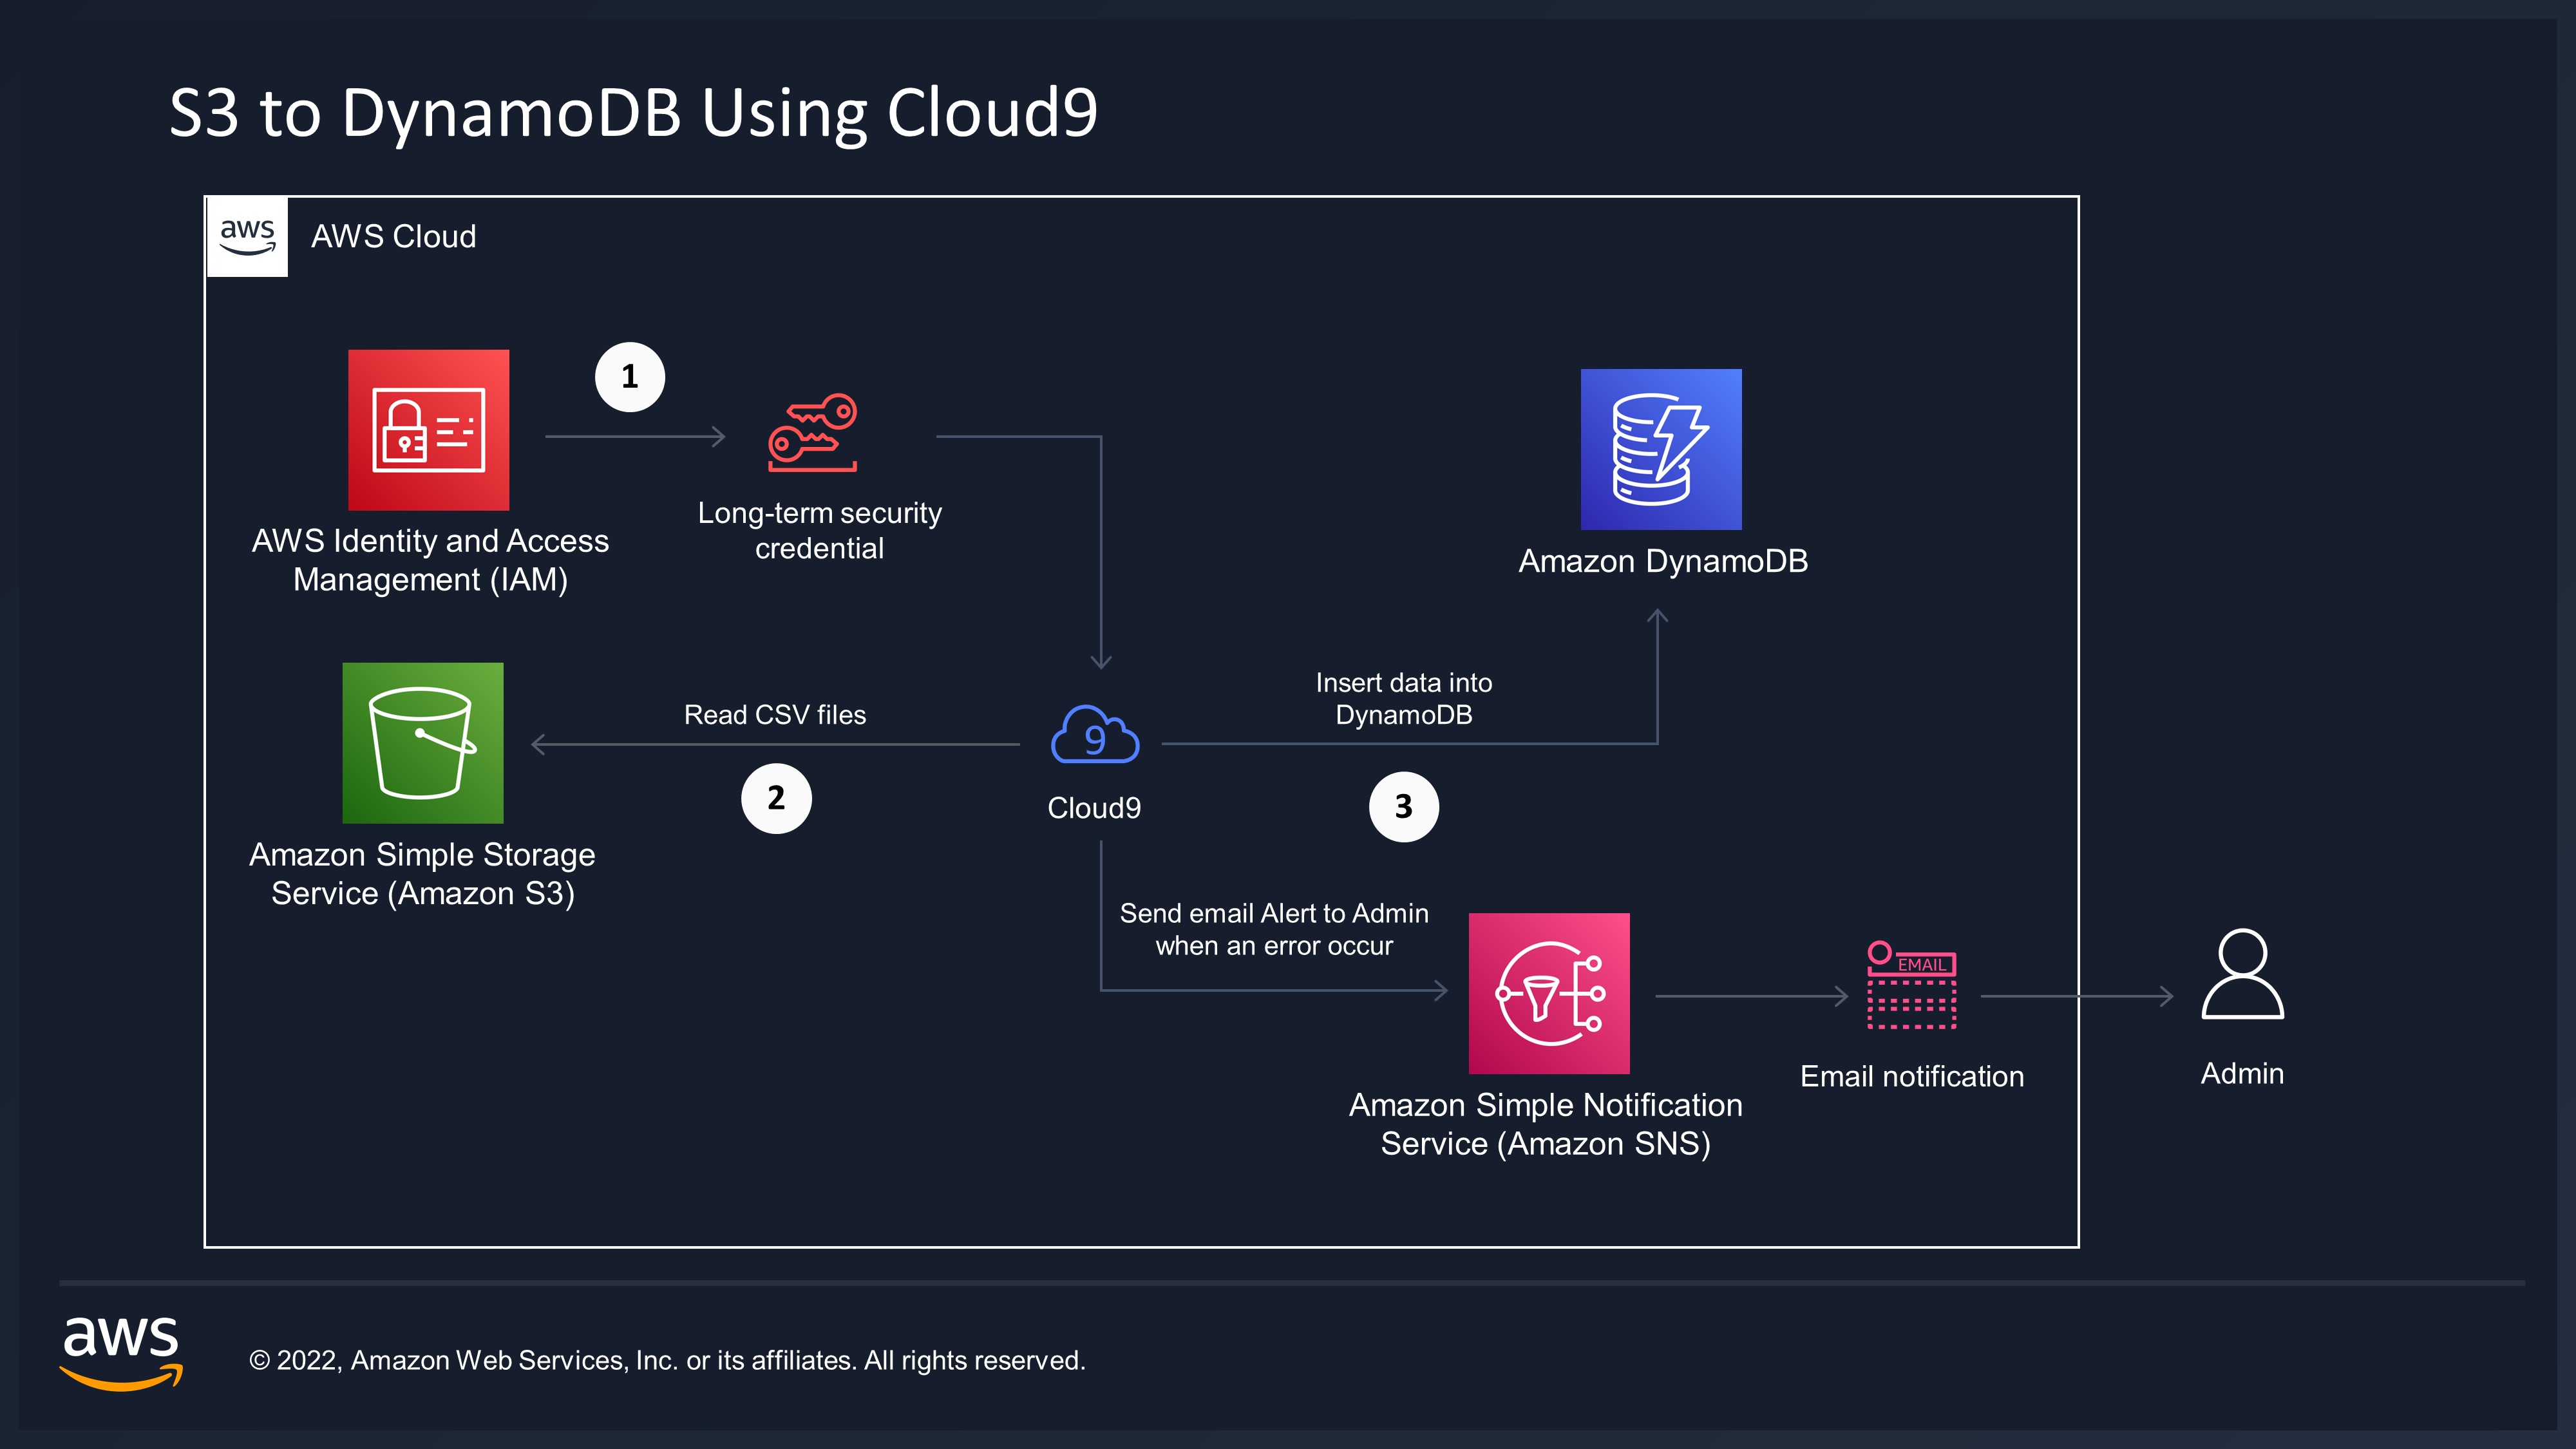 S3 to DynamoDB Using Cloud9
aws
AWS Cloud
1
AWS Identity and Access
Management (IAM)
Long-term security
credential
Amazon DynamoDB
Read CSV files
2
9
Cloud9
Insert data into
DynamoDB
3
Amazon Simple Storage
Service (Amazon S3)
Send email Alert to Admin
when an error occur
Amazon Simple Notification
Service (Amazon SNS)
EMAIL
Email notification
Admin
aws
© 2022, Amazon Web Services, Inc. or its affiliates. All rights reserved.